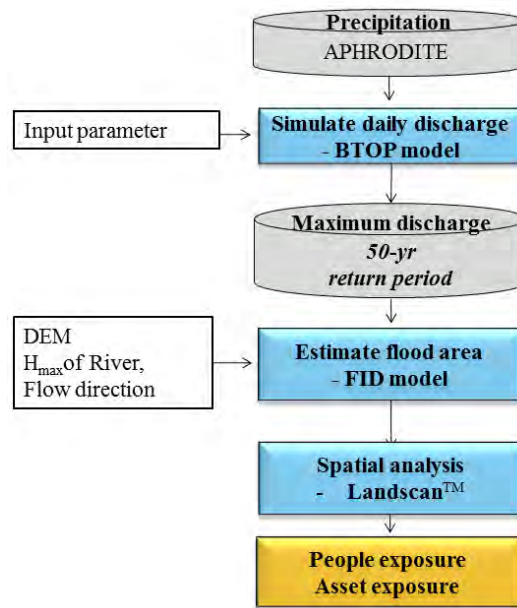 Precipitation
APHRODITE
Input parameter
Simulate daily discharge
- BTOP model
Maximum discharge
50-yr
return period
DEM
Hmax of River,
Flow direction
Estimate flood area
- FID model
Spatial analysis
- Landscan™
People exposure
Asset exposure